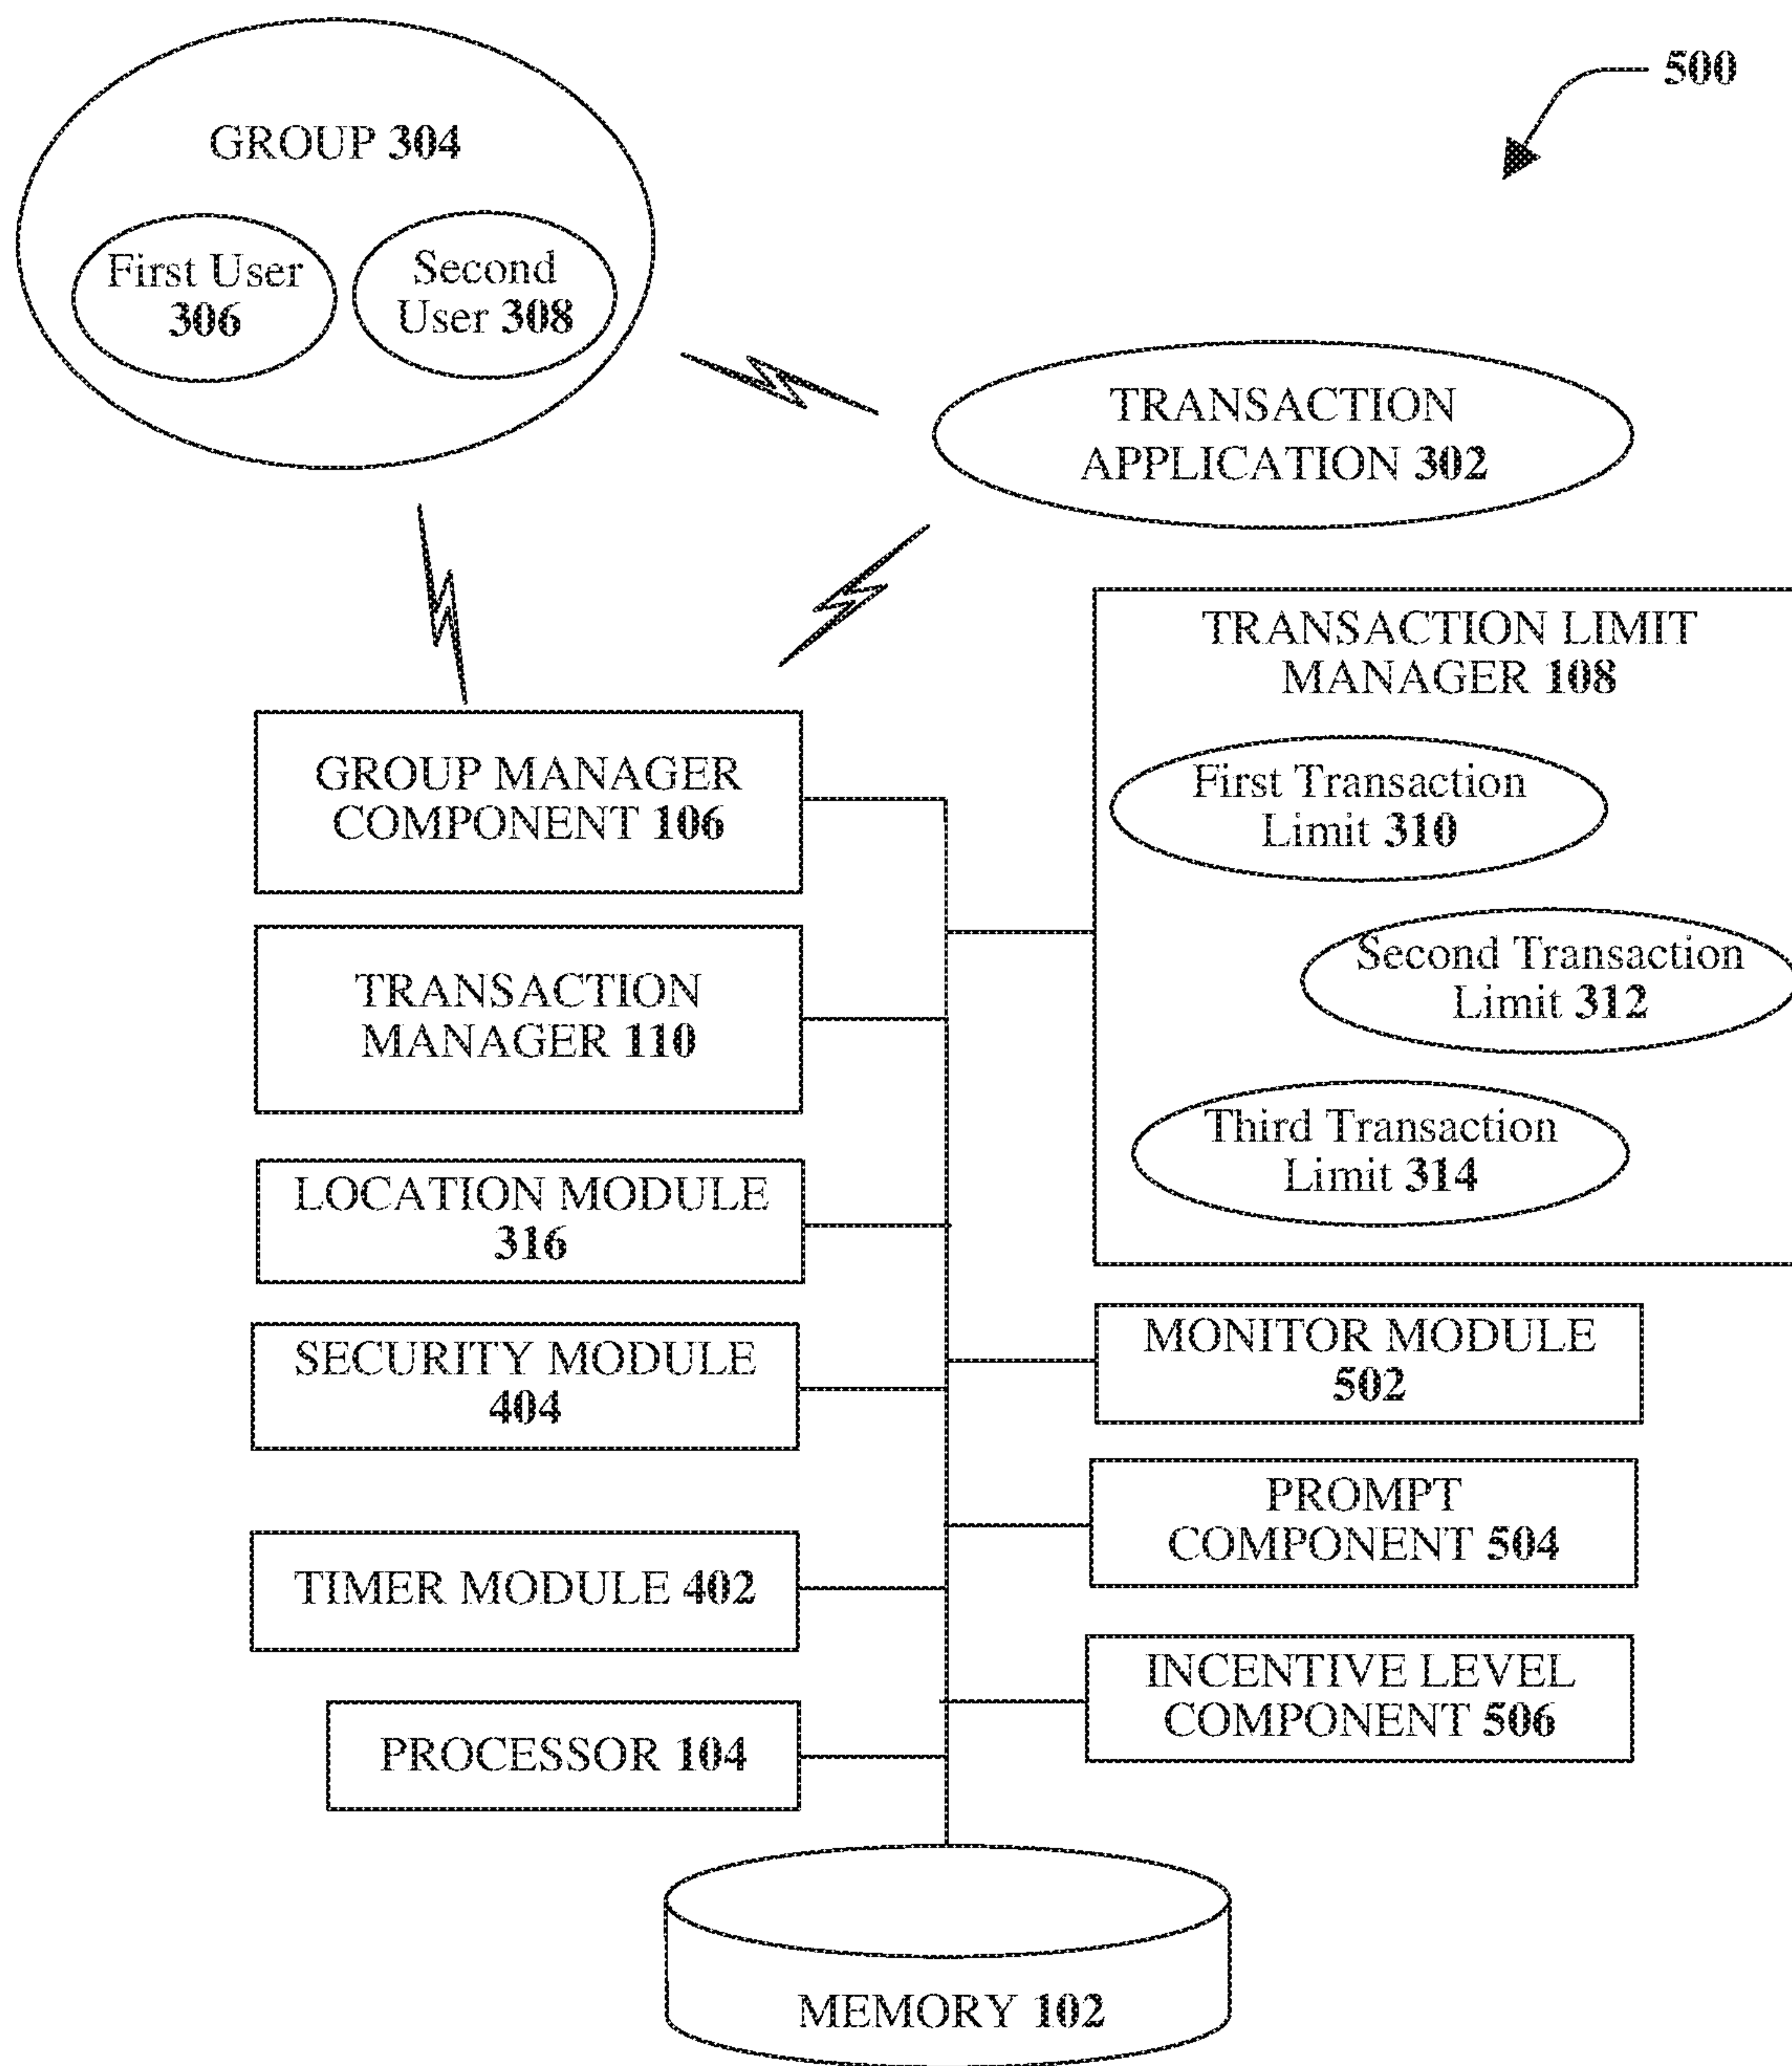 500
GROUP 304
First User
306
Second
User 308
TRANSACTION
APPLICATION 302
TRANSACTION LIMIT
MANAGER 108
First Transaction
Limit 310
Second Transaction
Limit 312
Third Transaction
Limit 314
GROUP MANAGER
COMPONENT 106
TRANSACTION
MANAGER 110
LOCATION MODULE
316
SECURITY MODULE
404
TIMER MODULE 402
PROCESSOR 104
MONITOR MODULE
502
PROMPT
COMPONENT 504
INCENTIVE LEVEL
COMPONENT 506
MEMORY 102